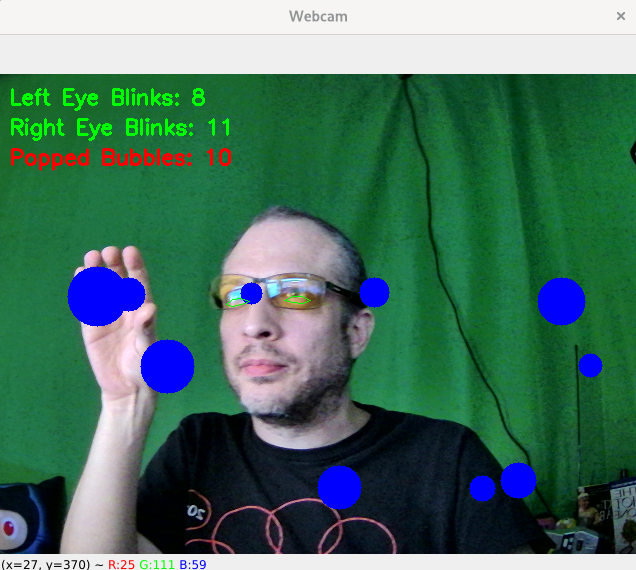 Webcam
×
Left Eye Blinks: 8
Right Eye Blinks: 11
Popped Bubbles: 10
(x=27, y=370) ~ R:25 G:111 B:59